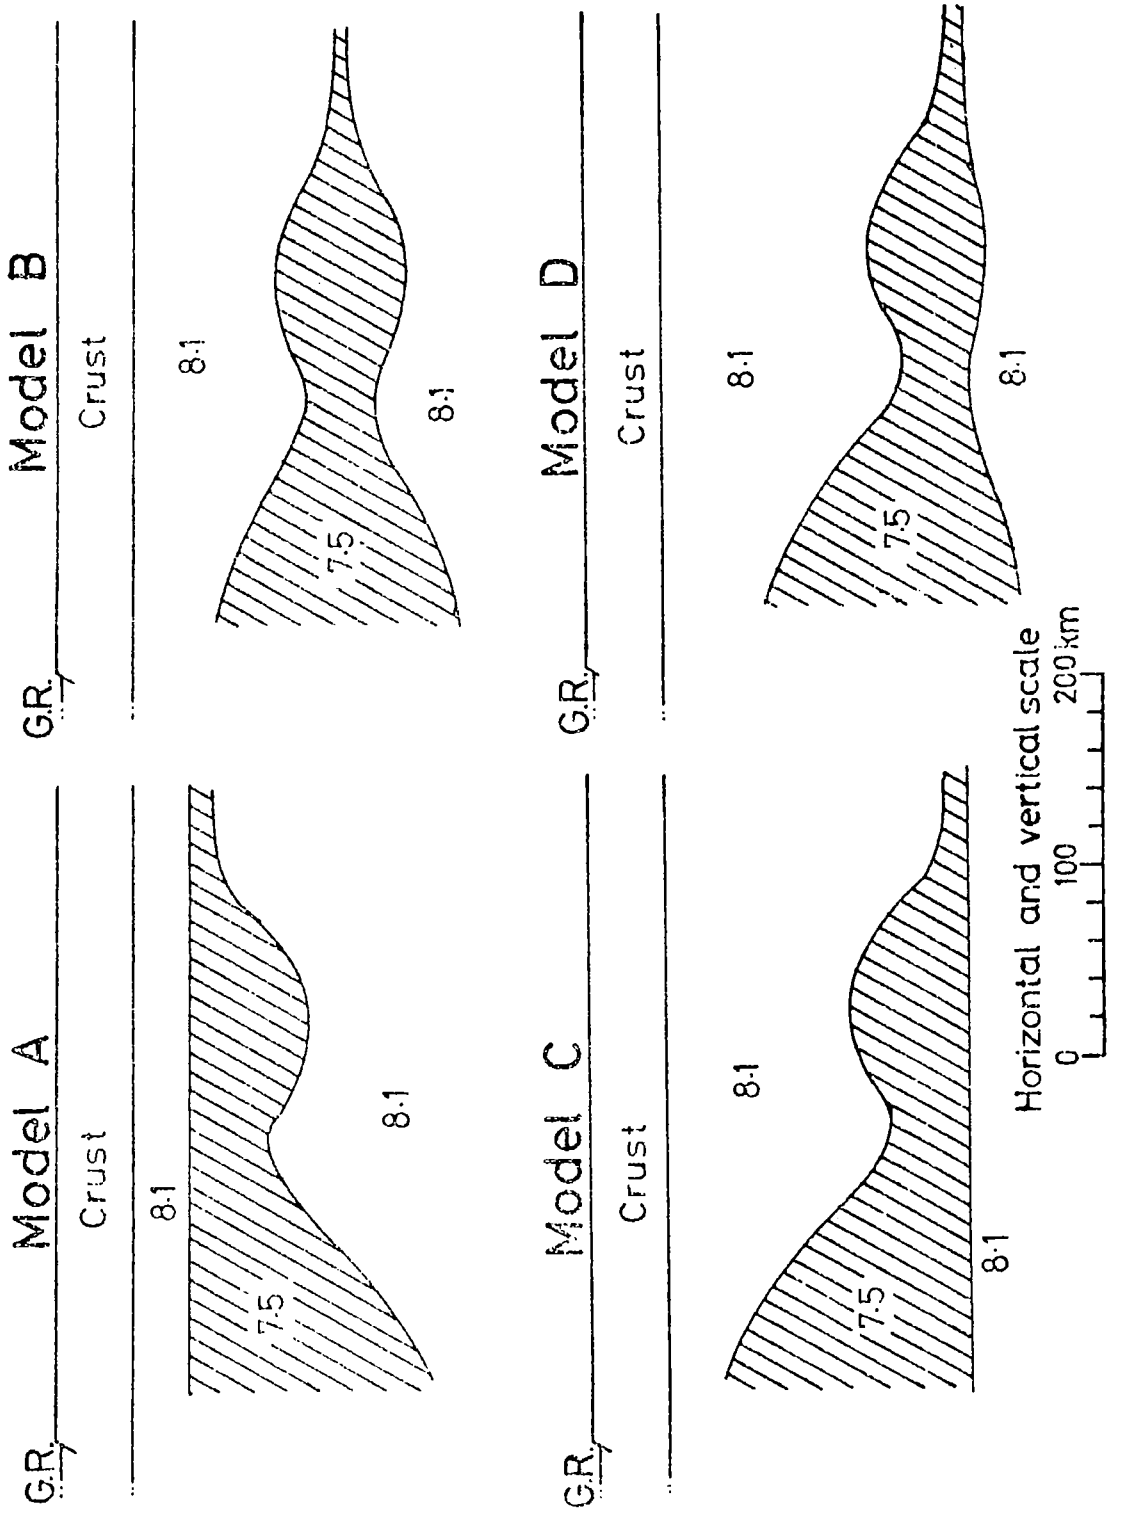 Model A
G.R.
Crust
8·1
7·5
8·1
Model B
G.R.
Crust
8·1
7·5
8·1
Model C
G.R.
Crust
8·1
7·5
8·1
Model D
G.R.
Crust
8·1
7·5
8·1
Horizontal and vertical scale
0 100 200 km